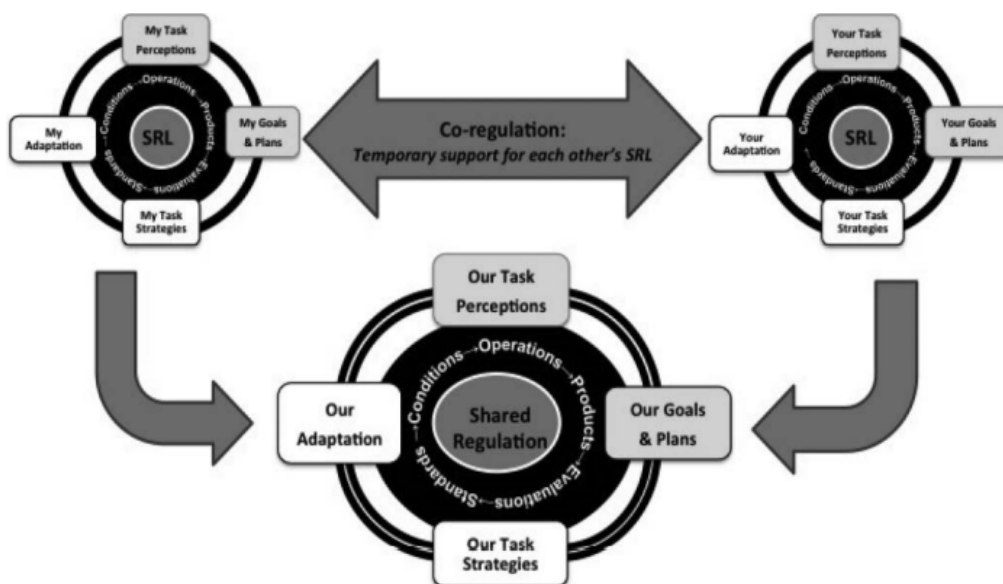 My Task
Perceptions
My Goals
& Plans
My Task
Strategies
My
Adaptation
Conditions→Operations→Products→Evaluations→Standards→
SRL
Co-regulation:
Temporary support for each other's SRL
Your Task
Perceptions
Your Goals
& Plans
Your Task
Strategies
Your
Adaptation
Conditions→Operations→Products→Evaluations→Standards→
SRL
Our Task
Perceptions
Our Goals
& Plans
Our Task
Strategies
Our
Adaptation
Conditions→Operations→Products→Evaluations→Standards→
Shared
Regulation